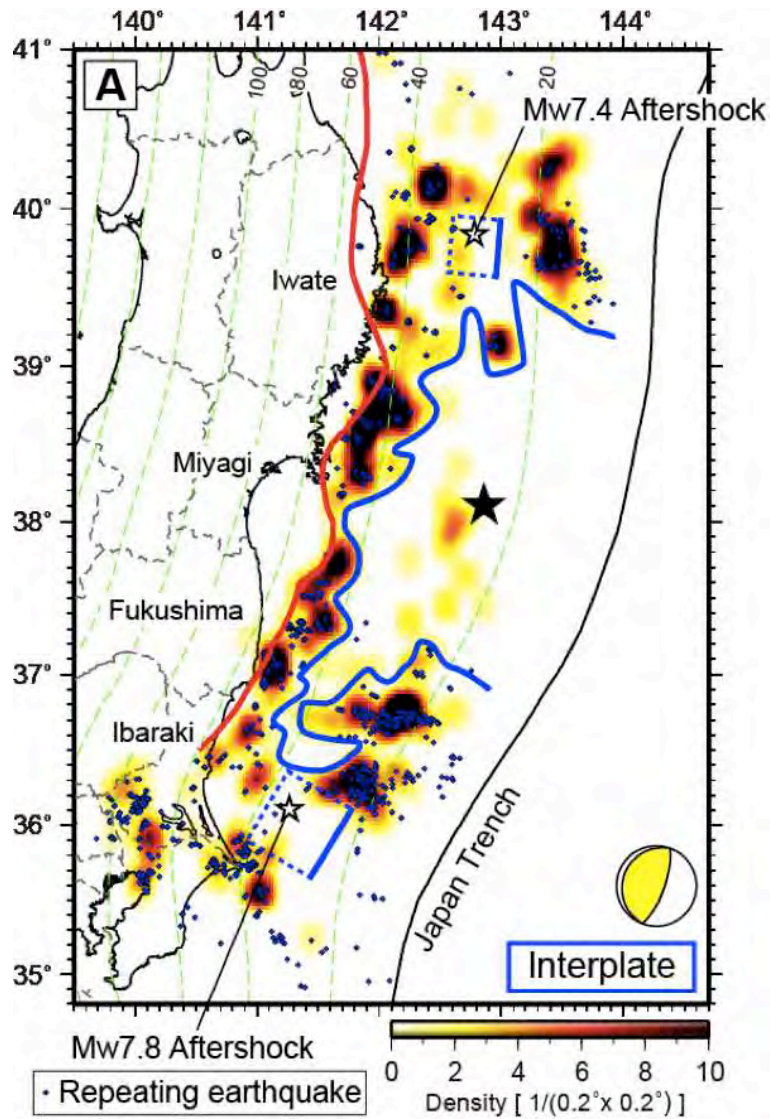 140° 141° 142° 143° 144°
41°
A
100 80 60 40 20
Mw7.4 Aftershock
40°
Iwate
39°
Miyagi
38°
Fukushima
37°
Ibaraki
36°
Japan Trench
35°
Interplate
Mw7.8 Aftershock
0 2 4 6 8 10
Repeating earthquake
Density [ 1/(0.2°x 0.2°) ]